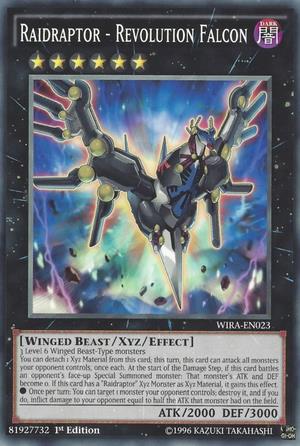 RAIDRAPTOR - REVOLUTION FALCON
DARK
闇
WIRA-EN023
[WINGED BEAST/XYZ/EFFECT]
3 Level 6 Winged Beast-Type monsters
You can detach 1 Xyz Material from this card; this turn, this card can attack all monsters
your opponent controls, once each. At the start of the Damage Step, if this card battles
an opponent's face-up Special Summoned monster: That monster's ATK and DEF
become 0. If this card has a "Raidraptor" Xyz Monster as Xyz Material, it gains this effect.
● Once per turn: You can target 1 monster your opponent controls; destroy it, and if you
do, inflict damage to your opponent equal to half the ATK that monster had on the field.
ATK/2000 DEF/3000
81927732 1st Edition ©1996 KAZUKI TAKAHASHI